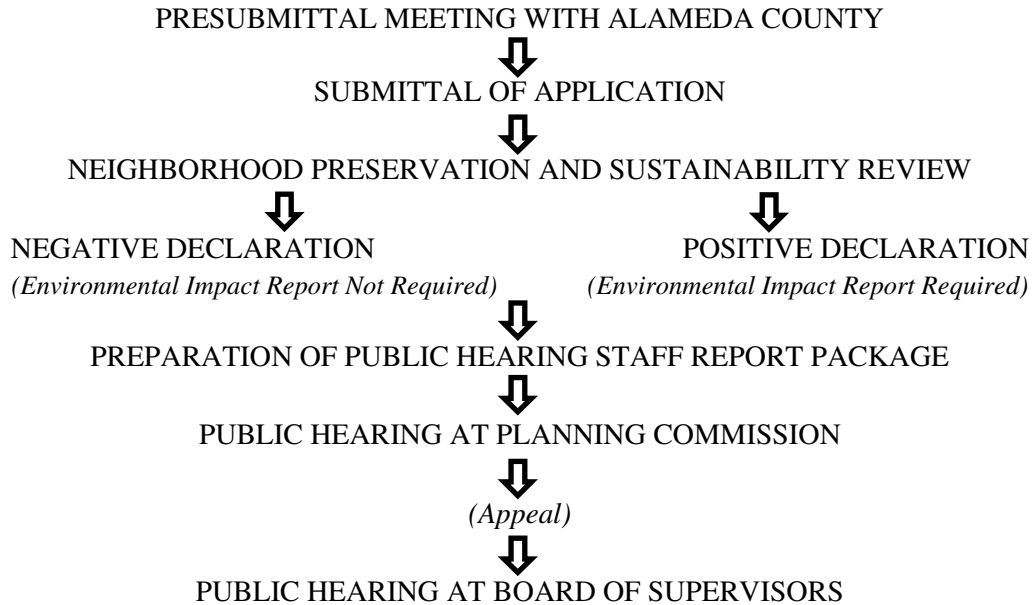 PRESUBMITTAL MEETING WITH ALAMEDA COUNTY
SUBMITTAL OF APPLICATION
NEIGHBORHOOD PRESERVATION AND SUSTAINABILITY REVIEW
NEGATIVE DECLARATION
(Environmental Impact Report Not Required)
POSITIVE DECLARATION
(Environmental Impact Report Required)
PREPARATION OF PUBLIC HEARING STAFF REPORT PACKAGE
PUBLIC HEARING AT PLANNING COMMISSION
(Appeal)
PUBLIC HEARING AT BOARD OF SUPERVISORS